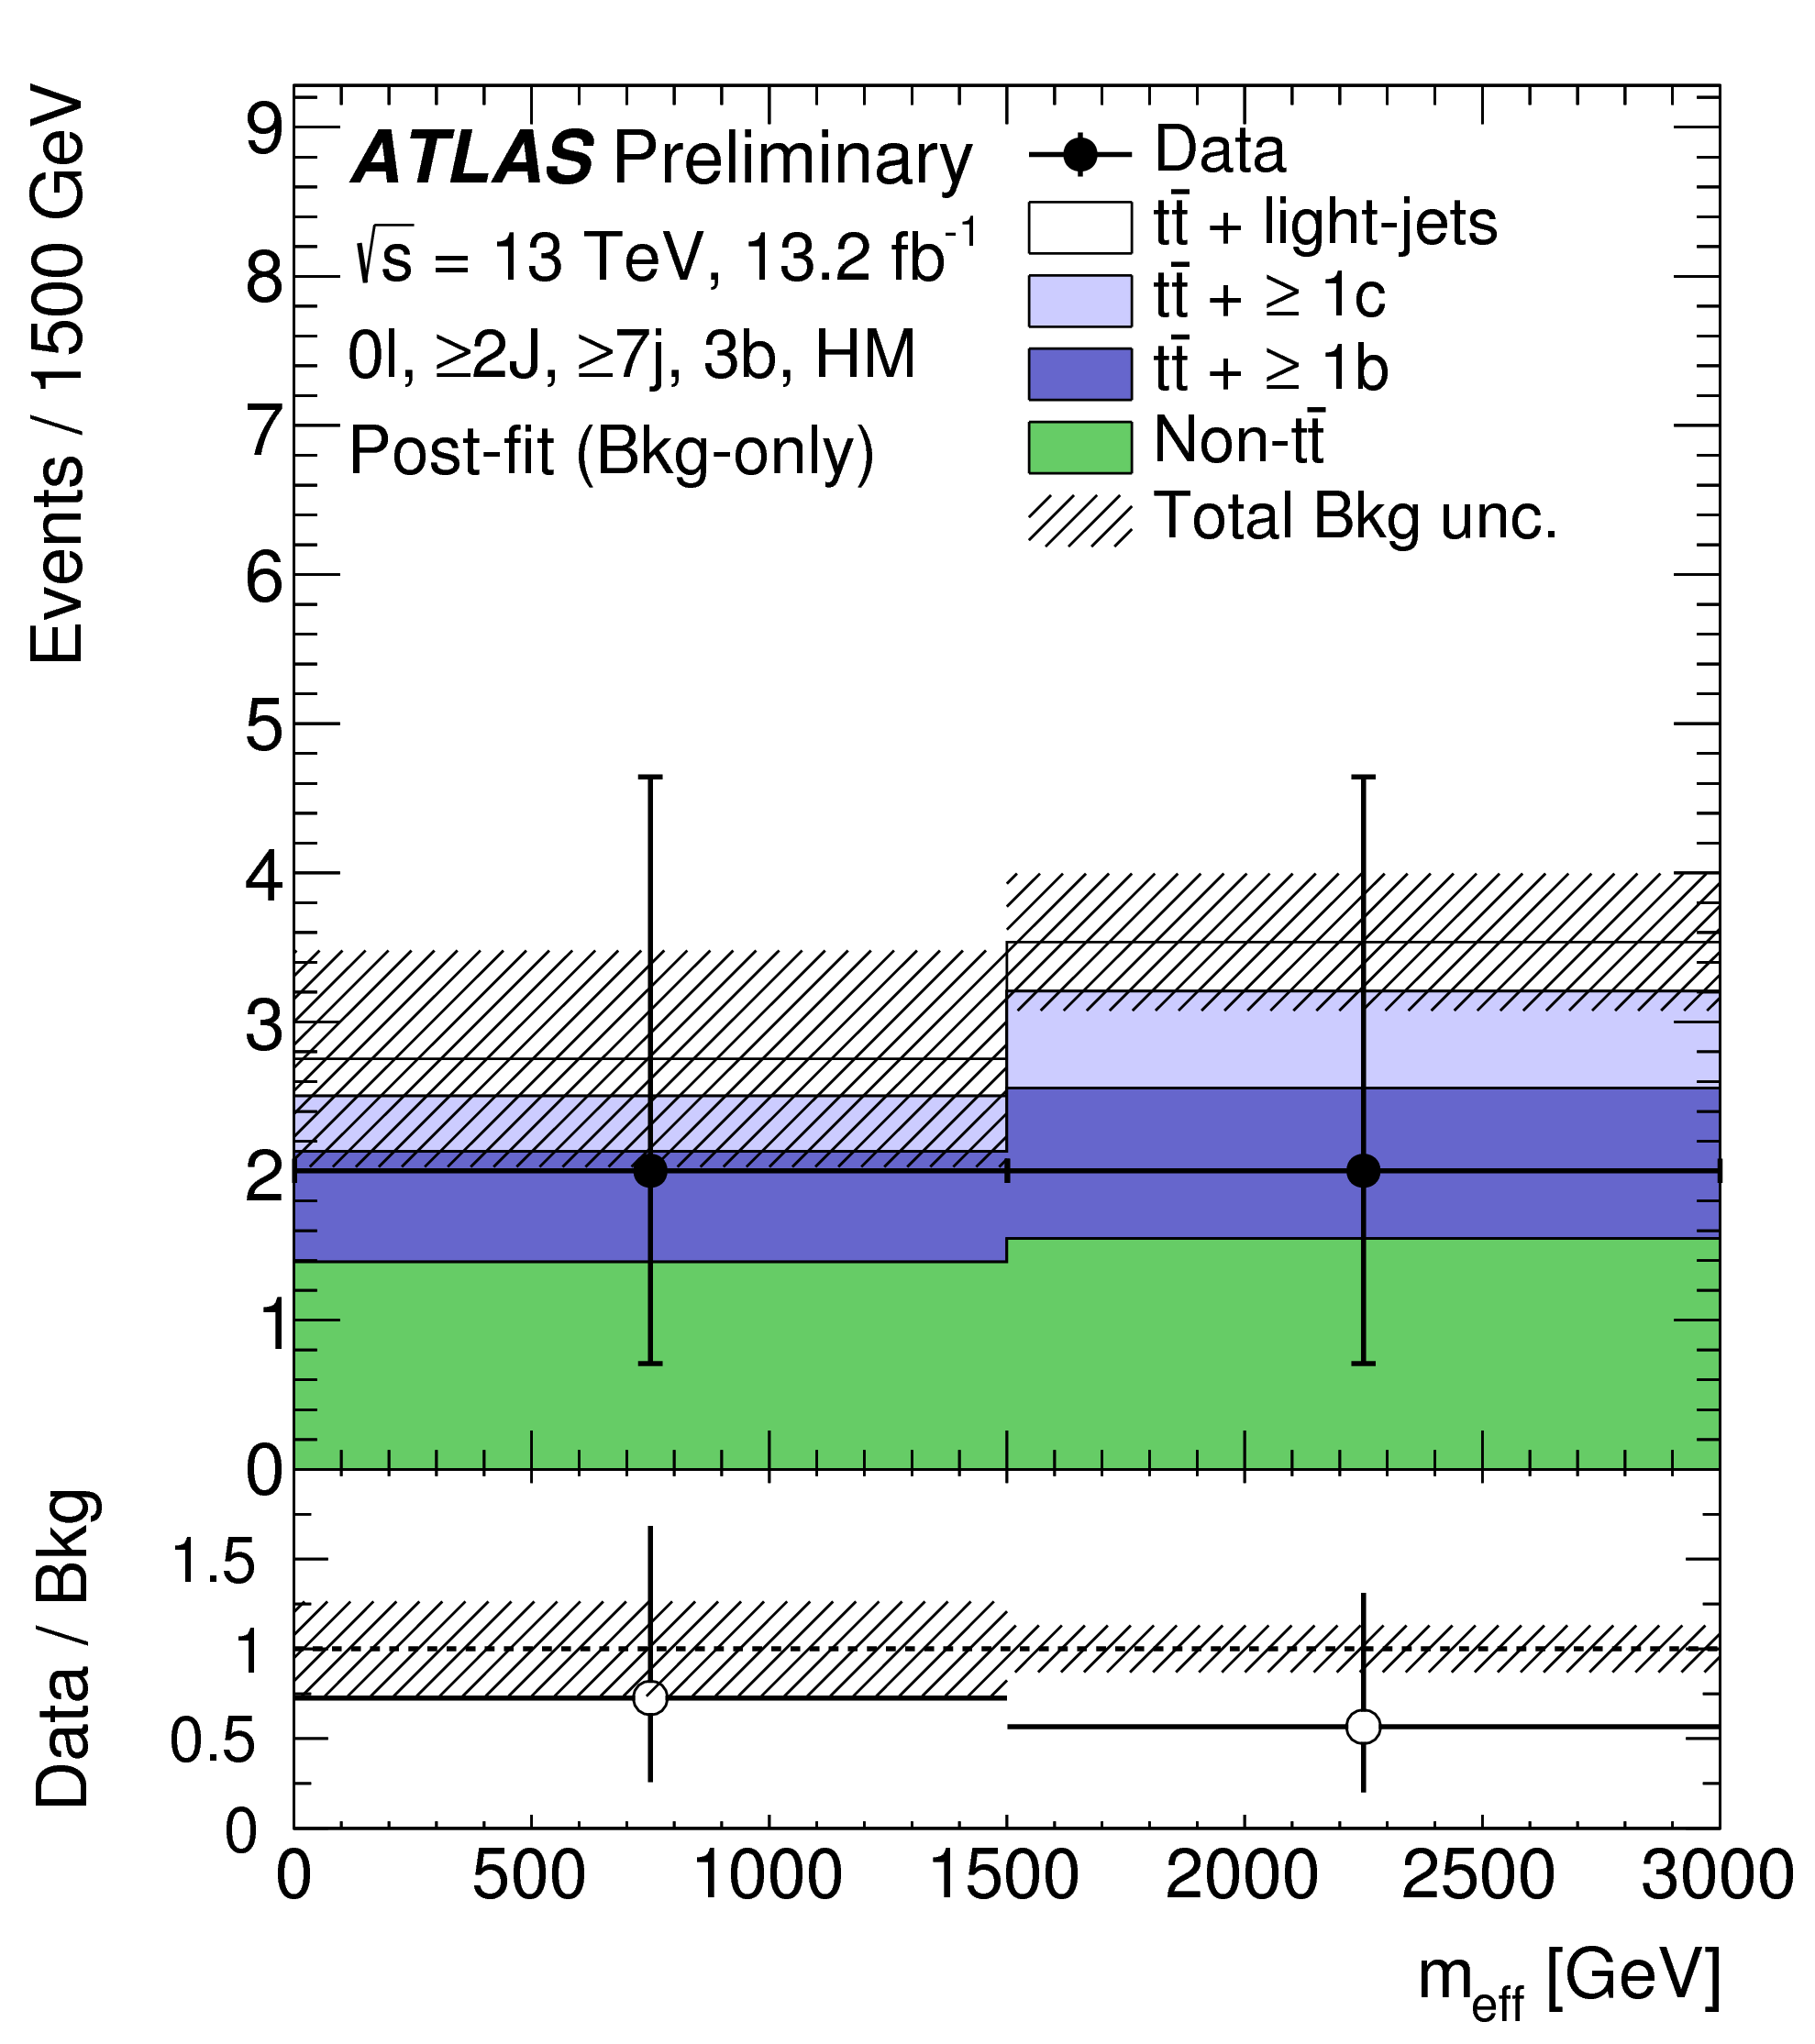 Events / 1500 GeV
9
8
7
6
5
4
3
2
1
0
ATLAS Preliminary
√s = 13 TeV, 13.2 fb⁻¹
0l, ≥2J, ≥7j, 3b, HM
Post-fit (Bkg-only)
Data
tt̄ + light-jets
tt̄ + ≥ 1c
tt̄ + ≥ 1b
Non-tt̄
Total Bkg unc.
Data / Bkg
1.5
1
0.5
0
0 500 1000 1500 2000 2500 3000
m_eff [GeV]